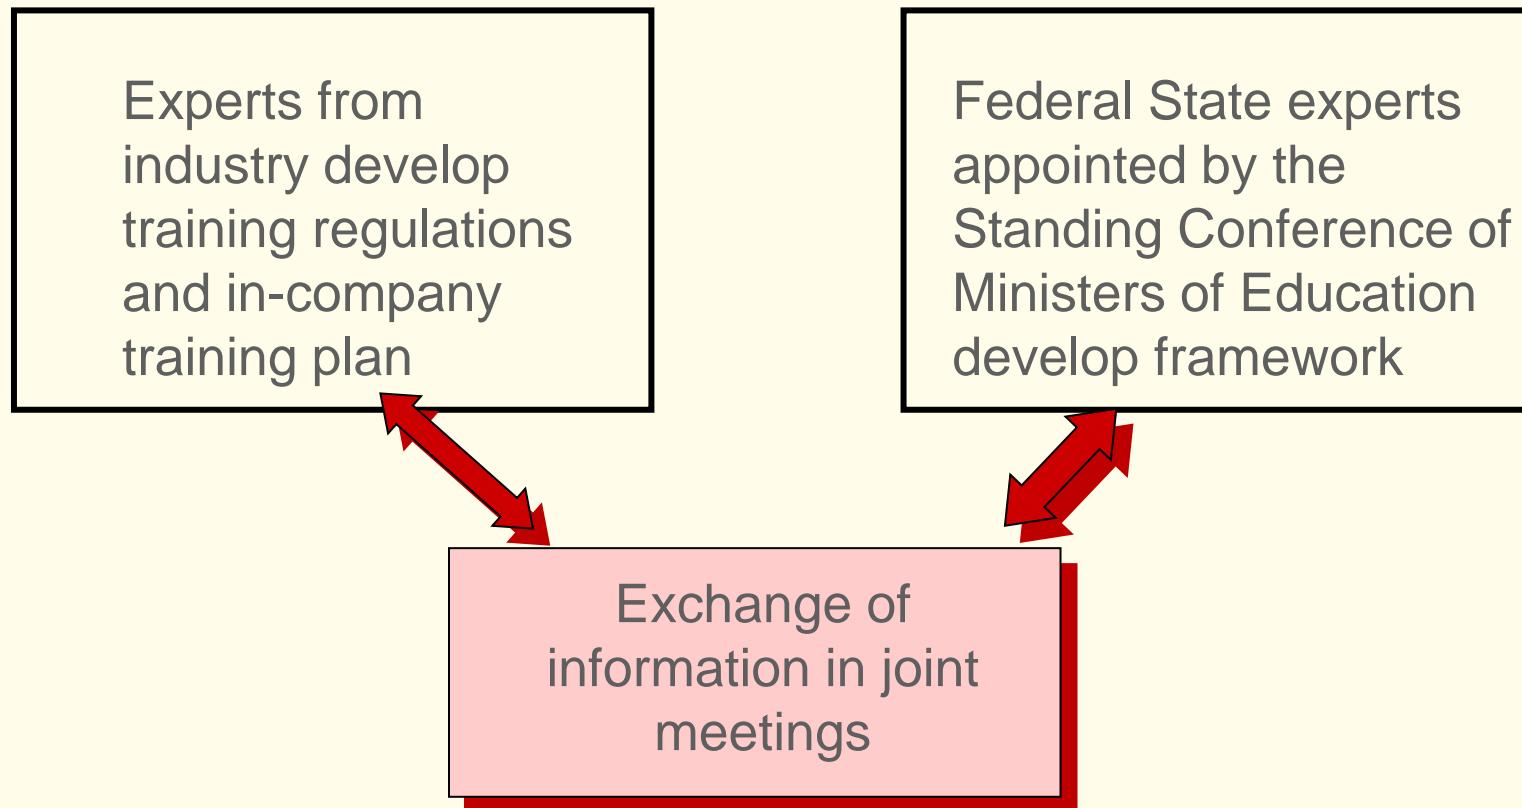 Experts from
industry develop
training regulations
and in-company
training plan
Federal State experts
appointed by the
Standing Conference of
Ministers of Education
develop framework
Exchange of
information in joint
meetings